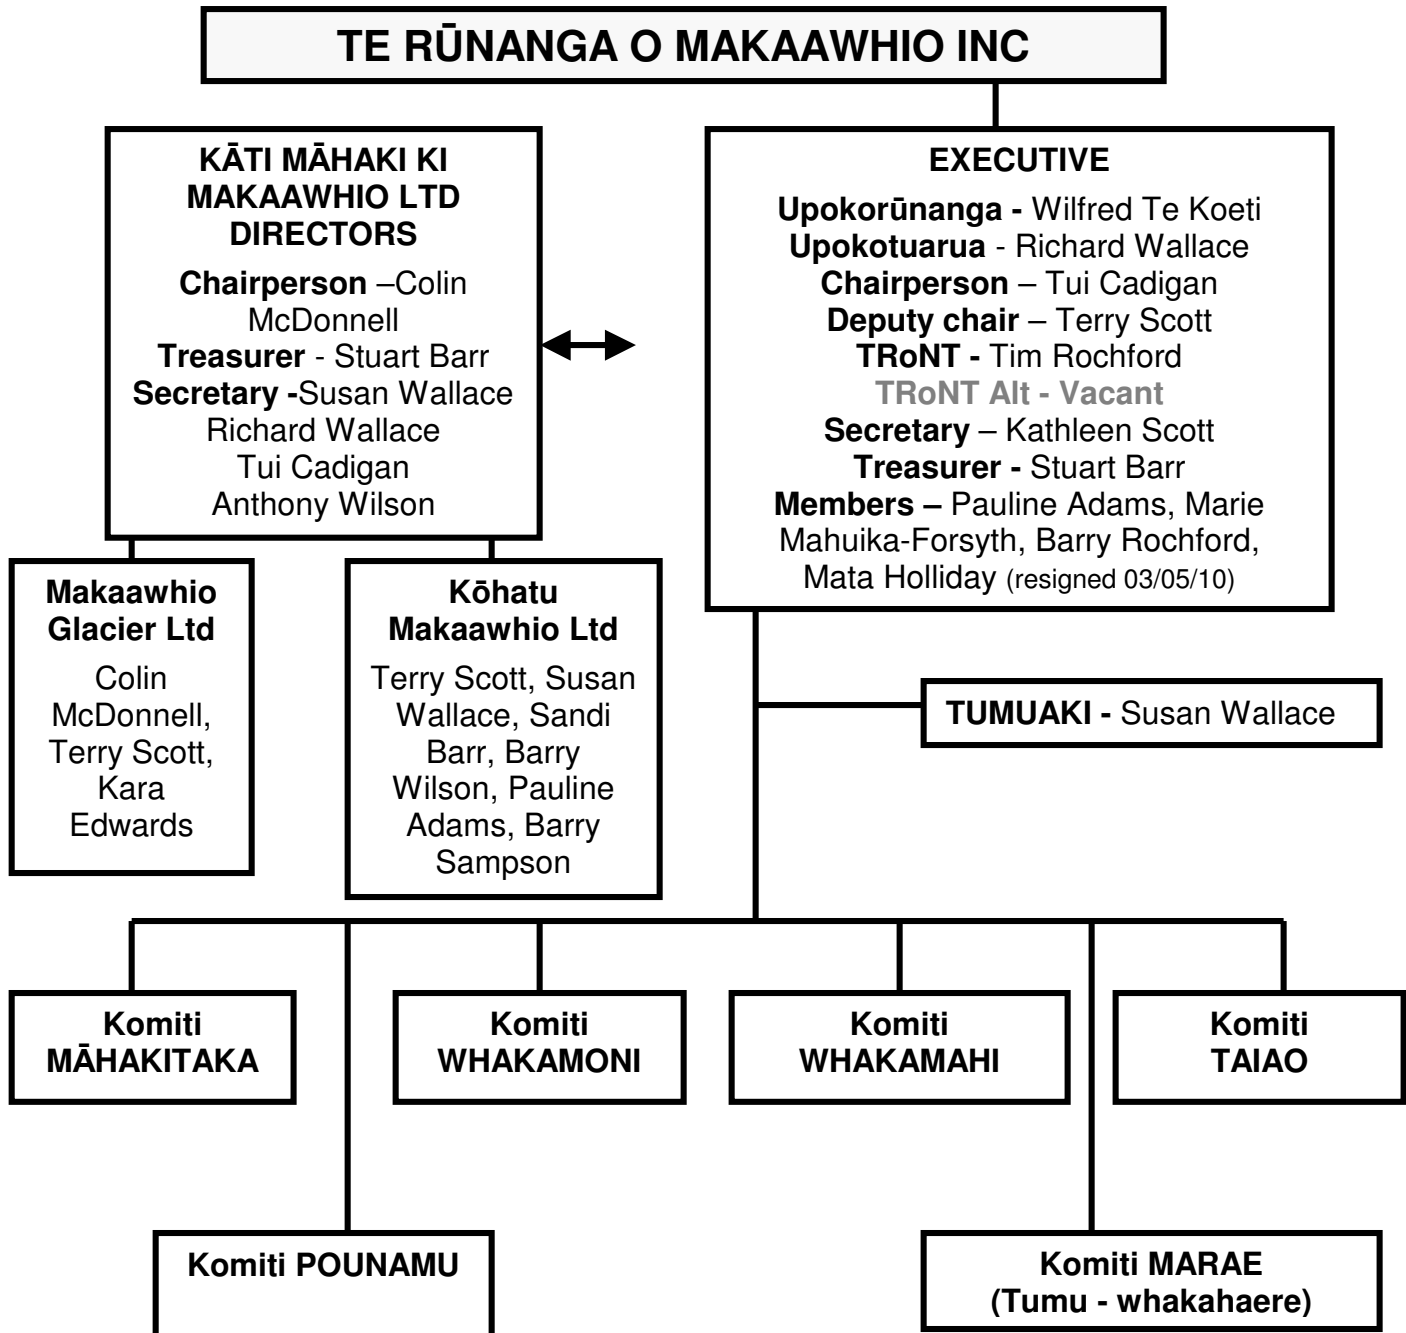 TE RŪNANGA O MAKAAWHIO INC
KĀTI MĀHAKI KI
MAKAAWHIO LTD
DIRECTORS
Chairperson –Colin
McDonnell
Treasurer - Stuart Barr
Secretary -Susan Wallace
Richard Wallace
Tui Cadigan
Anthony Wilson
EXECUTIVE
Upokorūnanga - Wilfred Te Koeti
Upokotuarua - Richard Wallace
Chairperson – Tui Cadigan
Deputy chair – Terry Scott
TRoNT - Tim Rochford
TRoNT Alt - Vacant
Secretary – Kathleen Scott
Treasurer - Stuart Barr
Members – Pauline Adams, Marie
Mahuika-Forsyth, Barry Rochford,
Mata Holliday (resigned 03/05/10)
Makaawhio
Glacier Ltd
Colin
McDonnell,
Terry Scott,
Kara
Edwards
Kōhatu
Makaawhio Ltd
Terry Scott, Susan
Wallace, Sandi
Barr, Barry
Wilson, Pauline
Adams, Barry
Sampson
TUMUAKI - Susan Wallace
Komiti
MĀHAKITAKA
Komiti
WHAKAMONI
Komiti
WHAKAMAHI
Komiti
TAIAO
Komiti POUNAMU
Komiti MARAE
(Tumu - whakahaere)